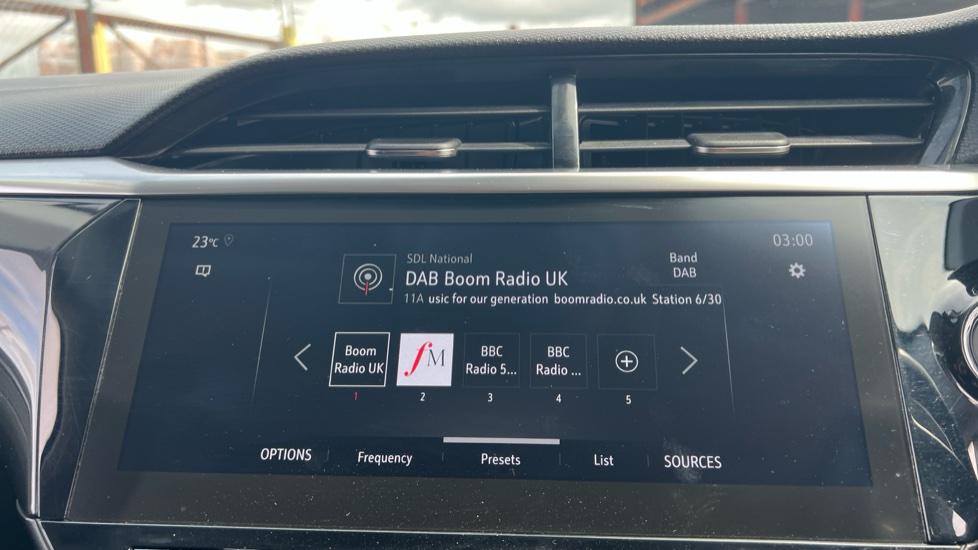 23°C
03:00
SDL National
DAB Boom Radio UK
Band
DAB
11A usic for our generation boomradio.co.uk Station 6/30
Boom
Radio UK
fM
BBC
Radio 5...
BBC
Radio ...
1
2
3
4
5
OPTIONS
Frequency
Presets
List
SOURCES